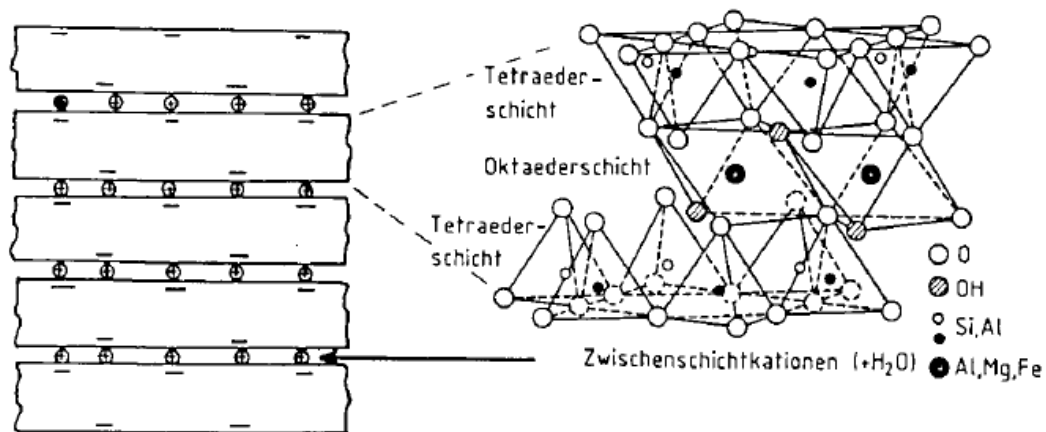 Tetraeder-
schicht
Oktaederschicht
Tetraeder-
schicht
O
OH
Si,Al
Al,Mg,Fe
Zwischenschichtkationen (+H₂O)